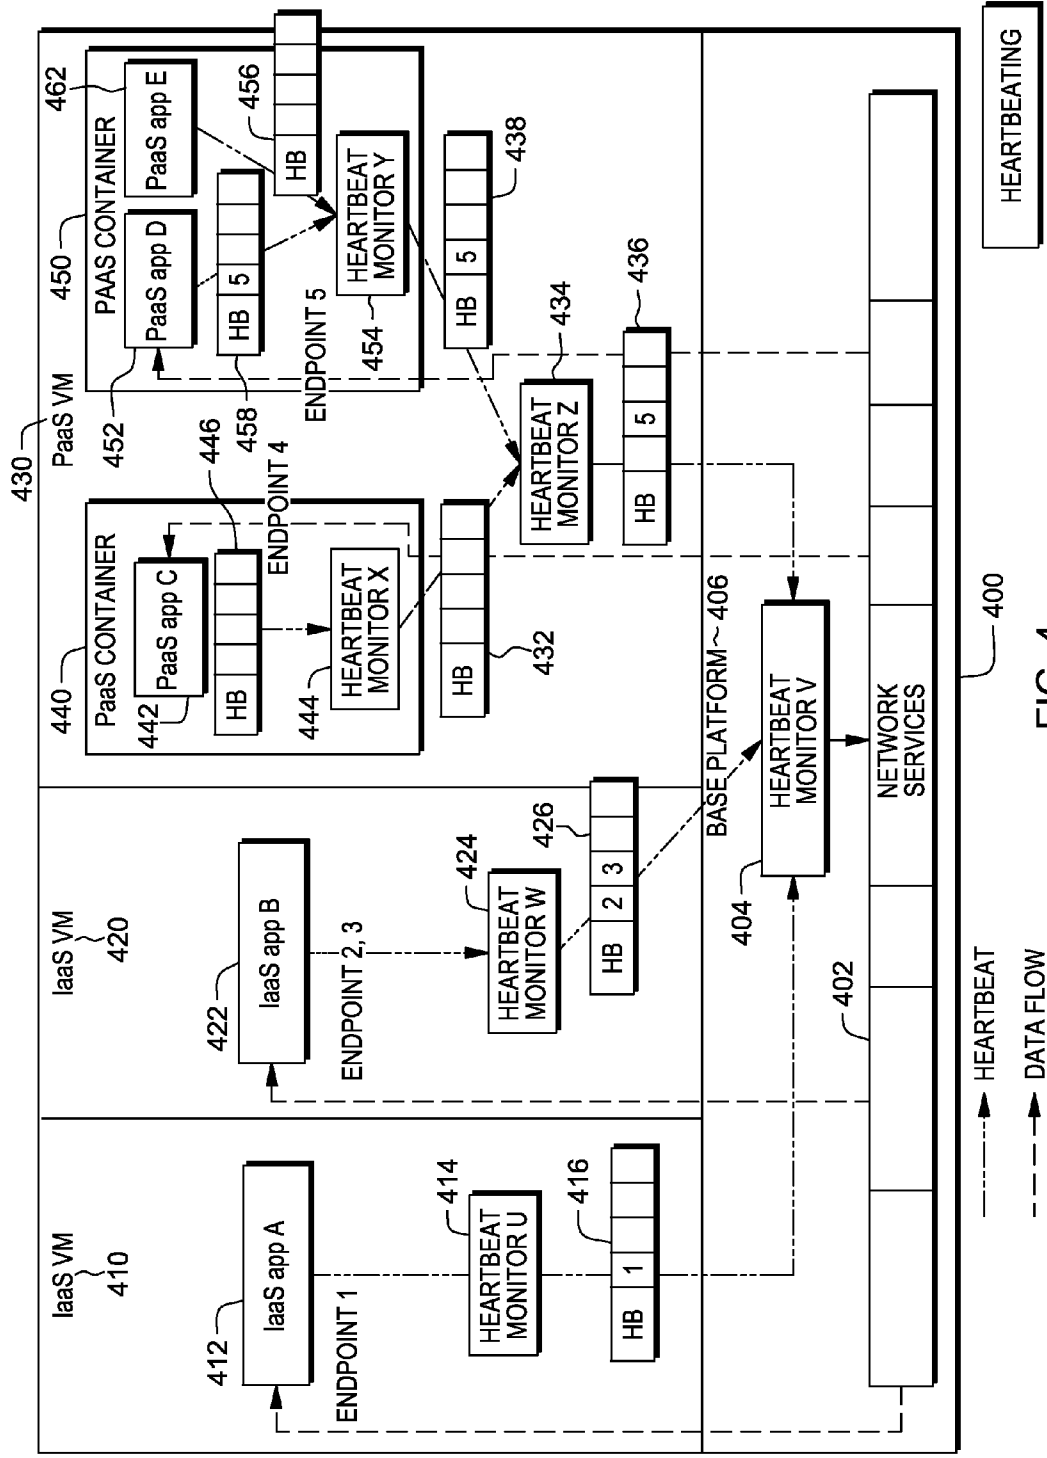 430
PaaS VM
IaaS VM
410
IaaS VM
420
412
IaaS app A
ENDPOINT 1
414
HEARTBEAT
MONITOR U
416
HB 1
422
IaaS app B
ENDPOINT 2, 3
424
HEARTBEAT
MONITOR W
426
HB 2 3
440
PaaS CONTAINER
442
PaaS app C
446
HB
ENDPOINT 4
444
HEARTBEAT
MONITOR X
432
HB
450
PAAS CONTAINER
452
PaaS app D
462
PaaS app E
458
HB 5
456
HB
ENDPOINT 5
454
HEARTBEAT
MONITOR Y
438
HB 5
434
HEARTBEAT
MONITOR Z
436
HB 5
BASE PLATFORM~406
404
HEARTBEAT
MONITOR V
402
NETWORK
SERVICES
400
HEARTBEAT
DATA FLOW
HEARTBEATING